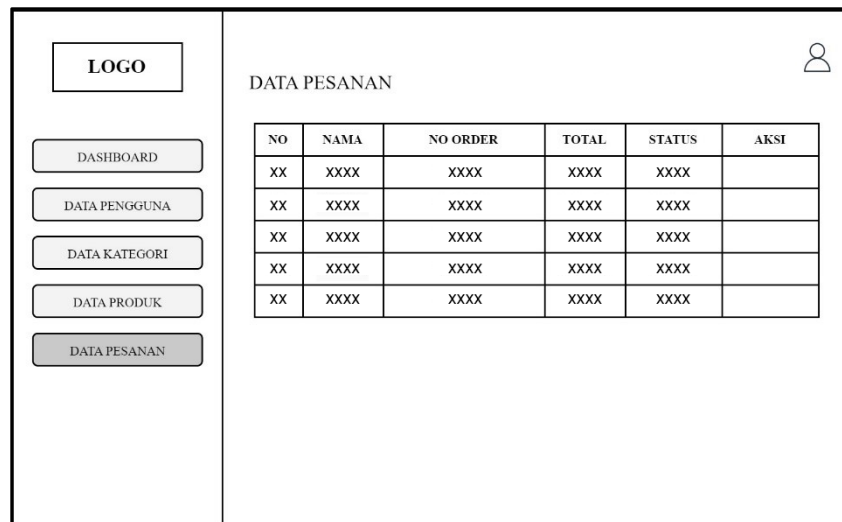 LOGO
DASHBOARD
DATA PENGGUNA
DATA KATEGORI
DATA PRODUK
DATA PESANAN
DATA PESANAN
NO NAMA NO ORDER TOTAL STATUS AKSI
XX XXXX XXXX XXXX XXXX
XX XXXX XXXX XXXX XXXX
XX XXXX XXXX XXXX XXXX
XX XXXX XXXX XXXX XXXX
XX XXXX XXXX XXXX XXXX